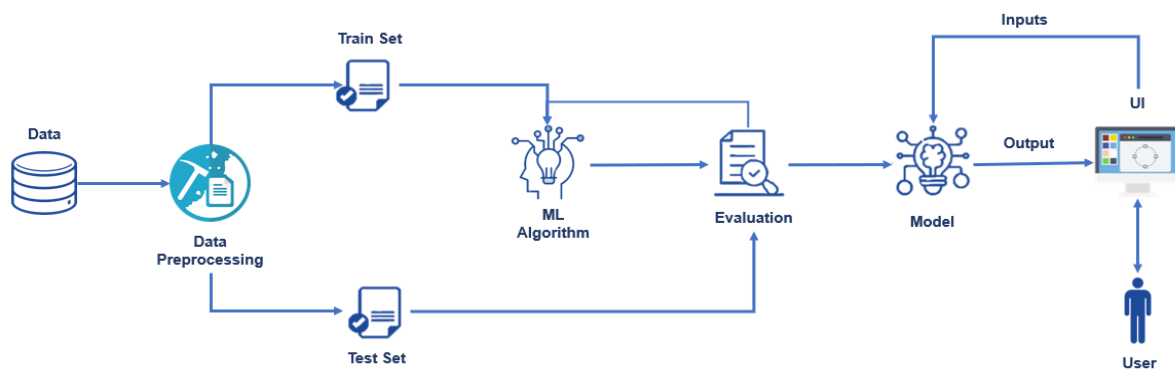 Inputs
Train Set
UI
Data
Output
ML
Algorithm
Evaluation
Model
Data
Preprocessing
Test Set
User